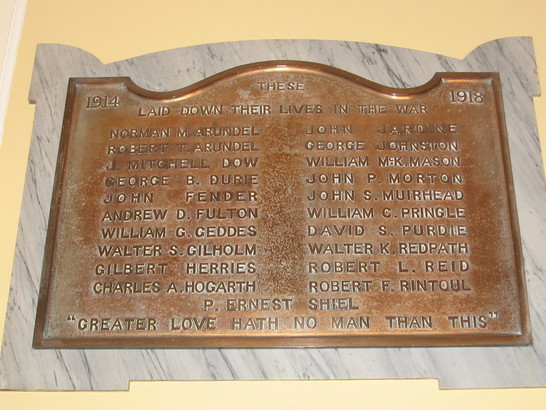 THESE
1914 1918
LAID DOWN THEIR LIVES IN THE WAR
NORMAN M. ARUNDEL JOHN JARDINE
ROBERT T. ARUNDEL GEORGE JOHNSTON
J. MITCHELL DOW WILLIAM McK. MASON
GEORGE B. DURIE JOHN P. MORTON
JOHN FENDER JOHN S. MUIRHEAD
ANDREW D. FULTON WILLIAM C. PRINGLE
WILLIAM G. GEDDES DAVID S. PURDIE
WALTER S. GILHOLM WALTER K. REDPATH
GILBERT HERRIES ROBERT L. REID
CHARLES A. HOGARTH ROBERT F. RINTOUL
P. ERNEST SHIEL
"GREATER LOVE HATH NO MAN THAN THIS"